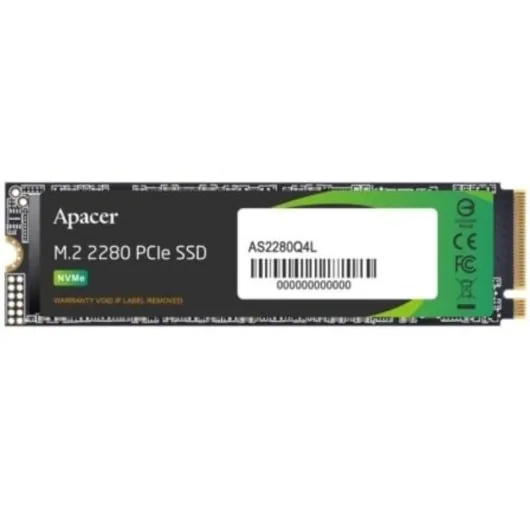 Apacer
M.2 2280 PCIe SSD
NVMe
WARRANTY VOID IF LABEL REMOVED
AS2280Q4L
000000000000
CE
FC